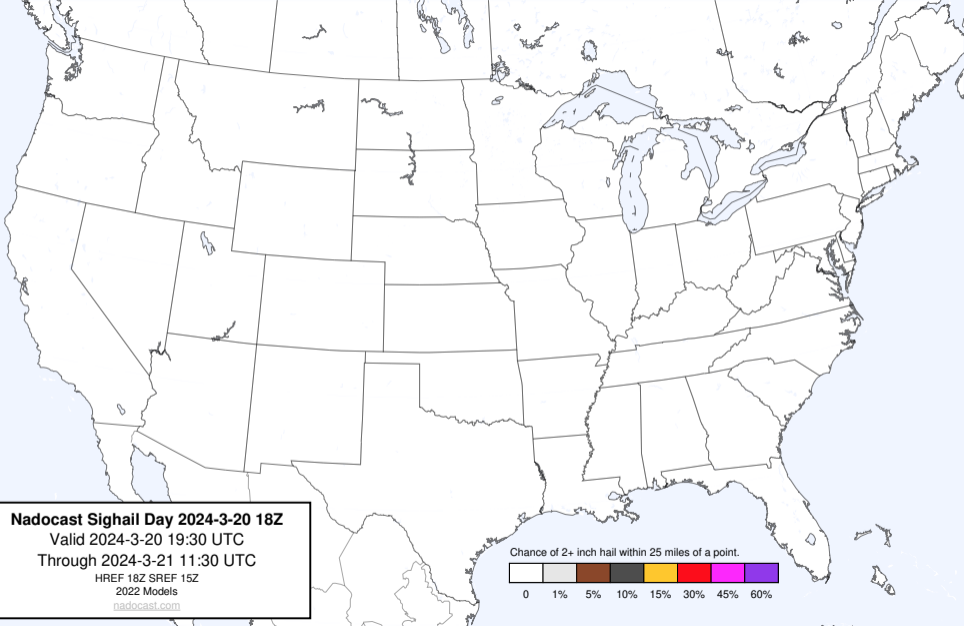 Nadocast Sighail Day 2024-3-20 18Z
Valid 2024-3-20 19:30 UTC
Through 2024-3-21 11:30 UTC
HREF 18Z SREF 15Z
2022 Models
nadocast.com
Chance of 2+ inch hail within 25 miles of a point.
0 1% 5% 10% 15% 30% 45% 60%